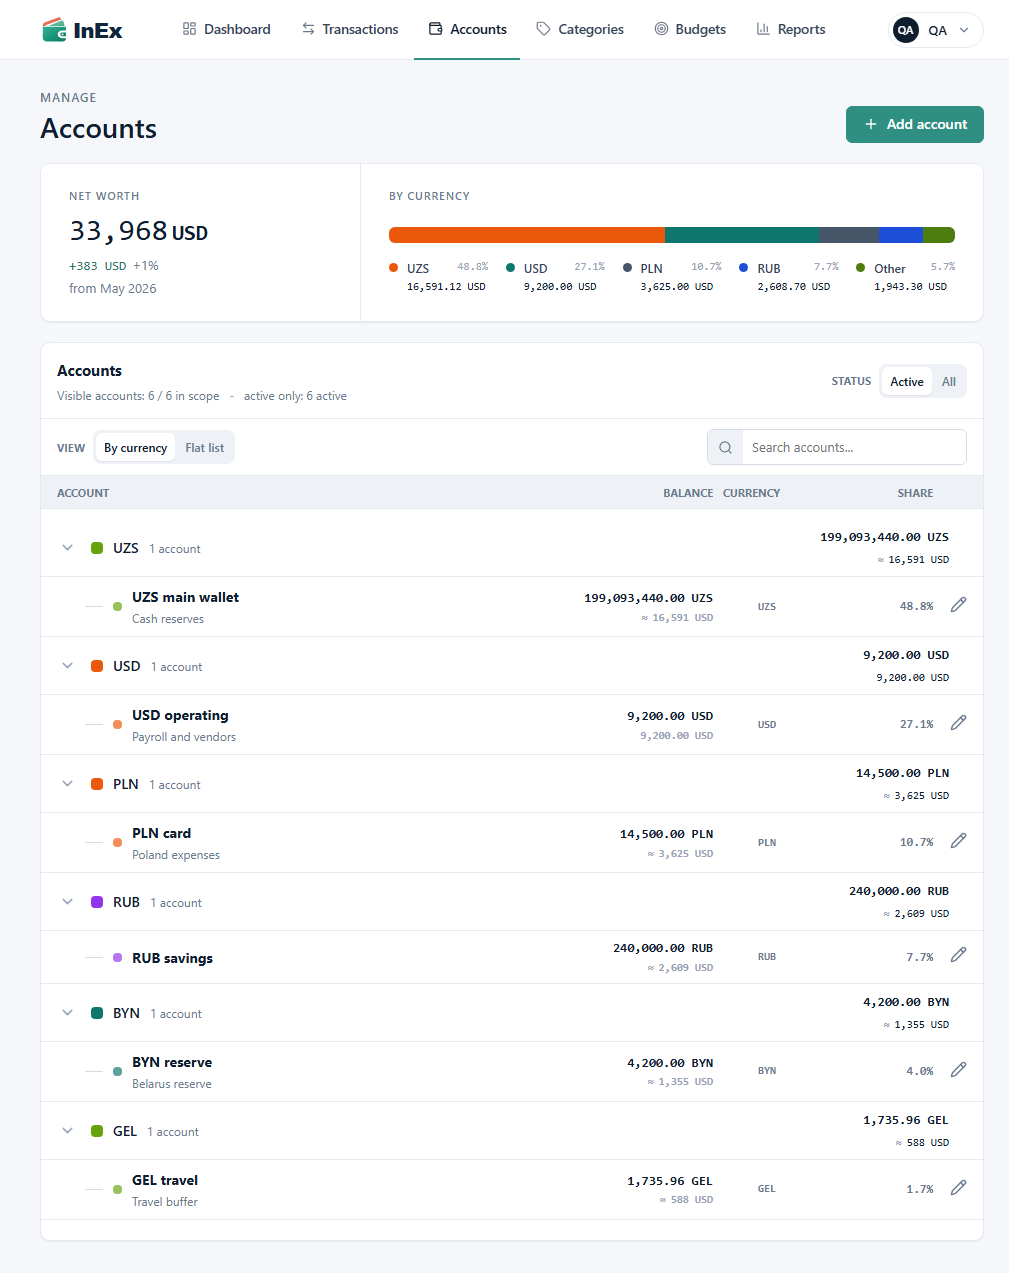 InEx
Dashboard
Transactions
Accounts
Categories
Budgets
Reports
QA QA
MANAGE
Accounts
+ Add account
NET WORTH
33,968 USD
+383 USD +1%
from May 2026
BY CURRENCY
UZS 48.8%
16,591.12 USD
USD 27.1%
9,200.00 USD
PLN 10.7%
3,625.00 USD
RUB 7.7%
2,608.70 USD
Other 5.7%
1,943.30 USD
Accounts
Visible accounts: 6 / 6 in scope - active only: 6 active
STATUS Active All
VIEW By currency Flat list
Search accounts...
ACCOUNT BALANCE CURRENCY SHARE
UZS 1 account
199,093,440.00 UZS
≈ 16,591 USD
UZS main wallet
Cash reserves
199,093,440.00 UZS
≈ 16,591 USD
UZS
48.8%
USD 1 account
9,200.00 USD
9,200.00 USD
USD operating
Payroll and vendors
9,200.00 USD
9,200.00 USD
USD
27.1%
PLN 1 account
14,500.00 PLN
≈ 3,625 USD
PLN card
Poland expenses
14,500.00 PLN
≈ 3,625 USD
PLN
10.7%
RUB 1 account
240,000.00 RUB
≈ 2,609 USD
RUB savings
240,000.00 RUB
≈ 2,609 USD
RUB
7.7%
BYN 1 account
4,200.00 BYN
≈ 1,355 USD
BYN reserve
Belarus reserve
4,200.00 BYN
≈ 1,355 USD
BYN
4.0%
GEL 1 account
1,735.96 GEL
≈ 588 USD
GEL travel
Travel buffer
1,735.96 GEL
≈ 588 USD
GEL
1.7%